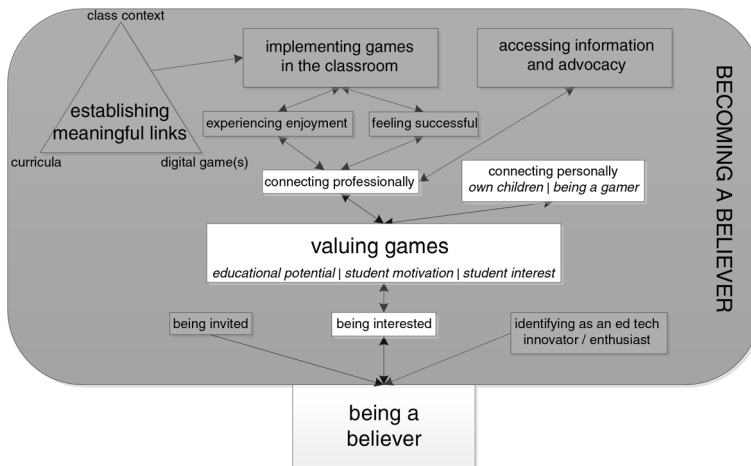 class context
establishing
meaningful links
curricula
digital game(s)
implementing games
in the classroom
accessing information
and advocacy
experiencing enjoyment
feeling successful
connecting professionally
connecting personally
own children | being a gamer
valuing games
educational potential | student motivation | student interest
being invited
being interested
identifying as an ed tech
innovator / enthusiast
being a
believer
BECOMING A BELIEVER